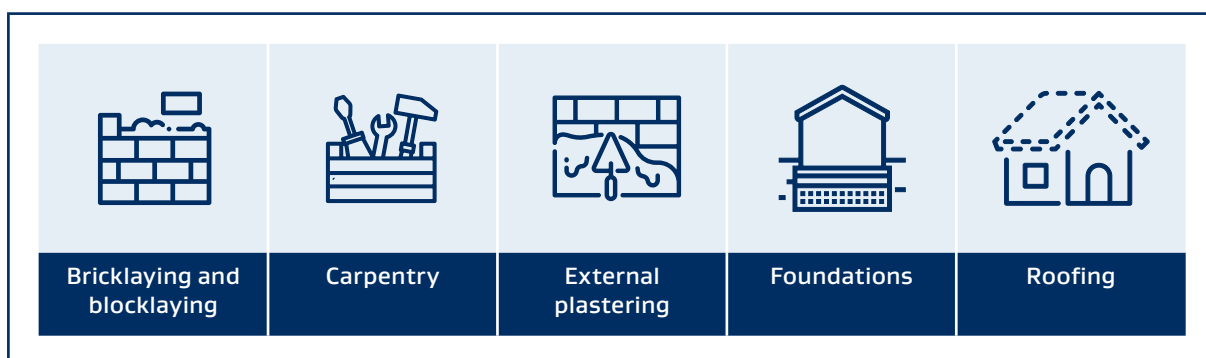 Bricklaying and
blocklaying
Carpentry
External
plastering
Foundations
Roofing